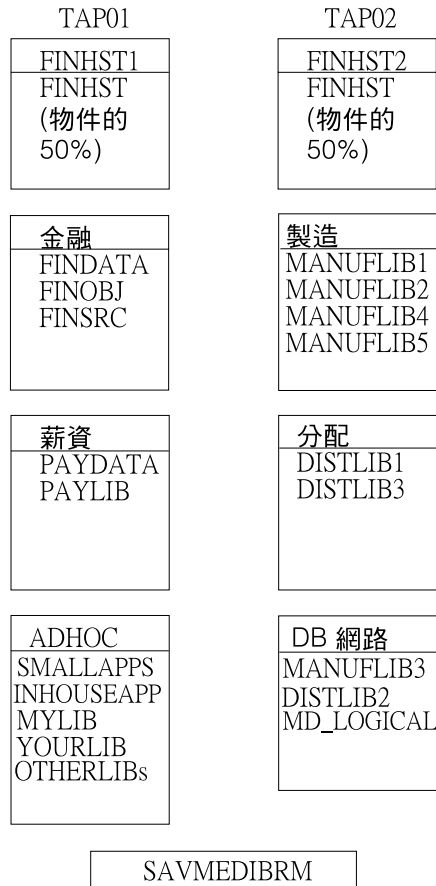 TAP01
FINHST1
FINHST
(物件的
50%)
金融
FINDATA
FINOBJ
FINSRC
薪資
PAYDATA
PAYLIB
ADHOC
SMALLAPPS
INHOUSEAPP
MYLIB
YOURLIB
OTHERLIBs
TAP02
FINHST2
FINHST
(物件的
50%)
製造
MANUFLIB1
MANUFLIB2
MANUFLIB4
MANUFLIB5
分配
DISTLIB1
DISTLIB3
DB 網路
MANUFLIB3
DISTLIB2
MD_LOGICAL
SAVMEDIBRM